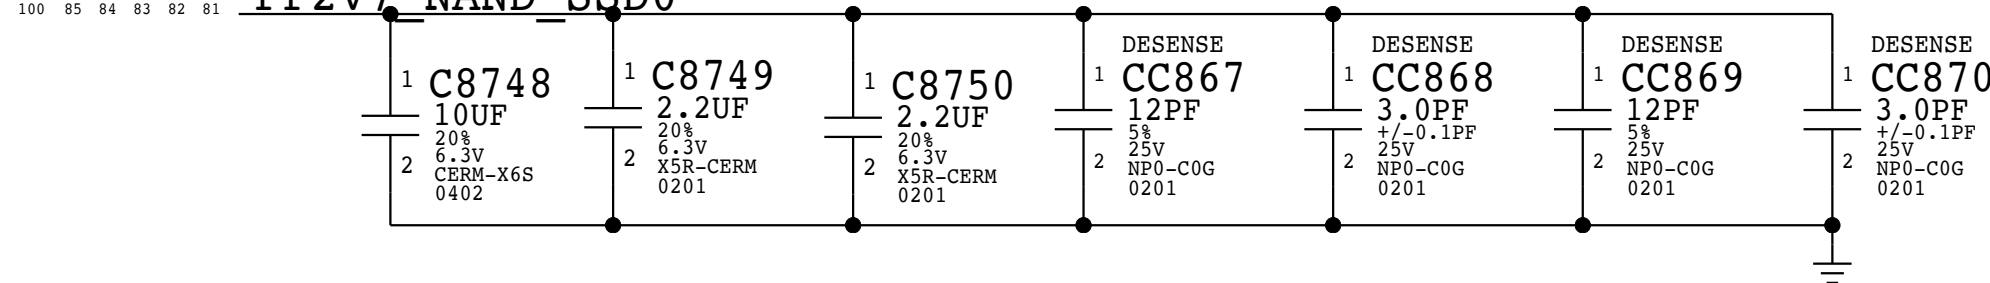 100 85 84 83 82 81
DESENSE
DESENSE
DESENSE
DESENSE
1 C8748
10UF
20%
6.3V
2
CERM-X6S
0402
1 C8749
2.2UF
20%
6.3V
2
X5R-CERM
0201
1 C8750
2.2UF
20%
6.3V
2
X5R-CERM
0201
1 CC867
12PF
5%
25V
2
NP0-C0G
0201
1 CC868
3.0PF
+/-0.1PF
25V
2
NP0-C0G
0201
1 CC869
12PF
5%
25V
2
NP0-C0G
0201
1 CC870
3.0PF
+/-0.1PF
25V
2
NP0-C0G
0201